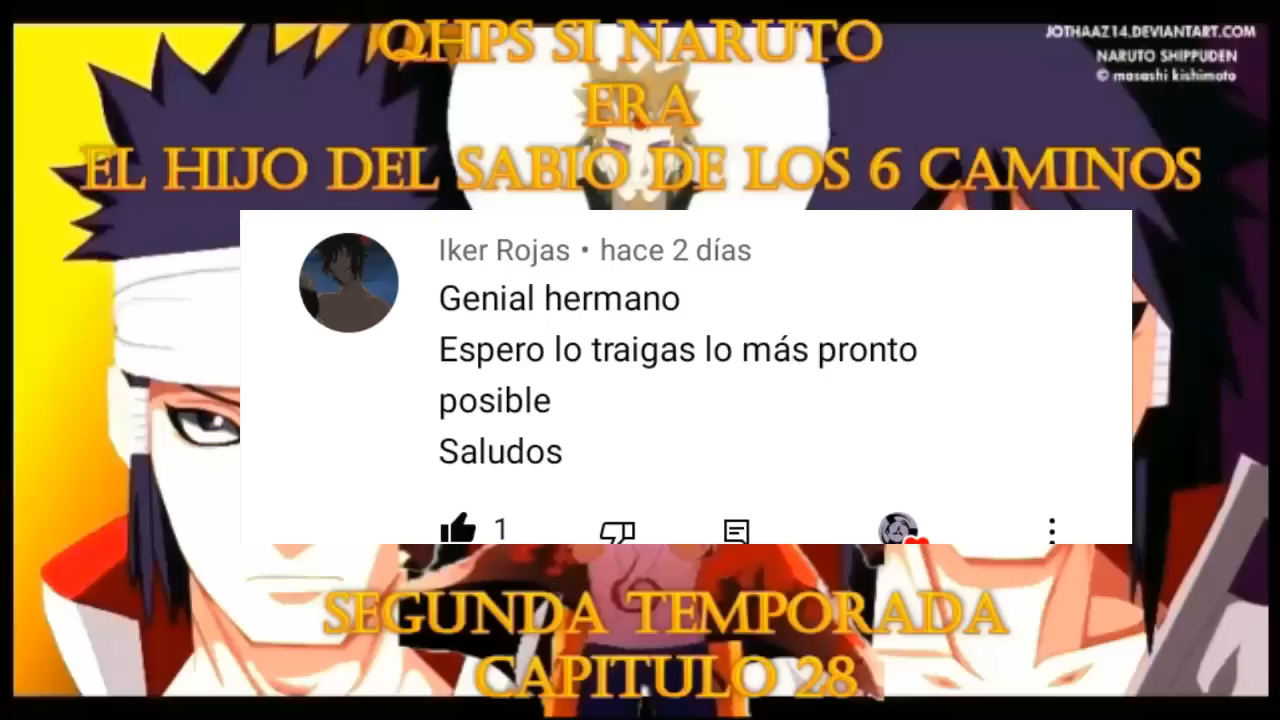 QHPS SI NARUTO
ERA
EL HIJO DEL SABIO DE LOS 6 CAMINOS
JOTHAAZ14.DEVIANTART.COM
NARUTO SHIPPUDEN
© masashi kishimoto
Iker Rojas • hace 2 días
Genial hermano
Espero lo traigas lo más pronto
posible
Saludos
1
SEGUNDA TEMPORADA
CAPITULO 28